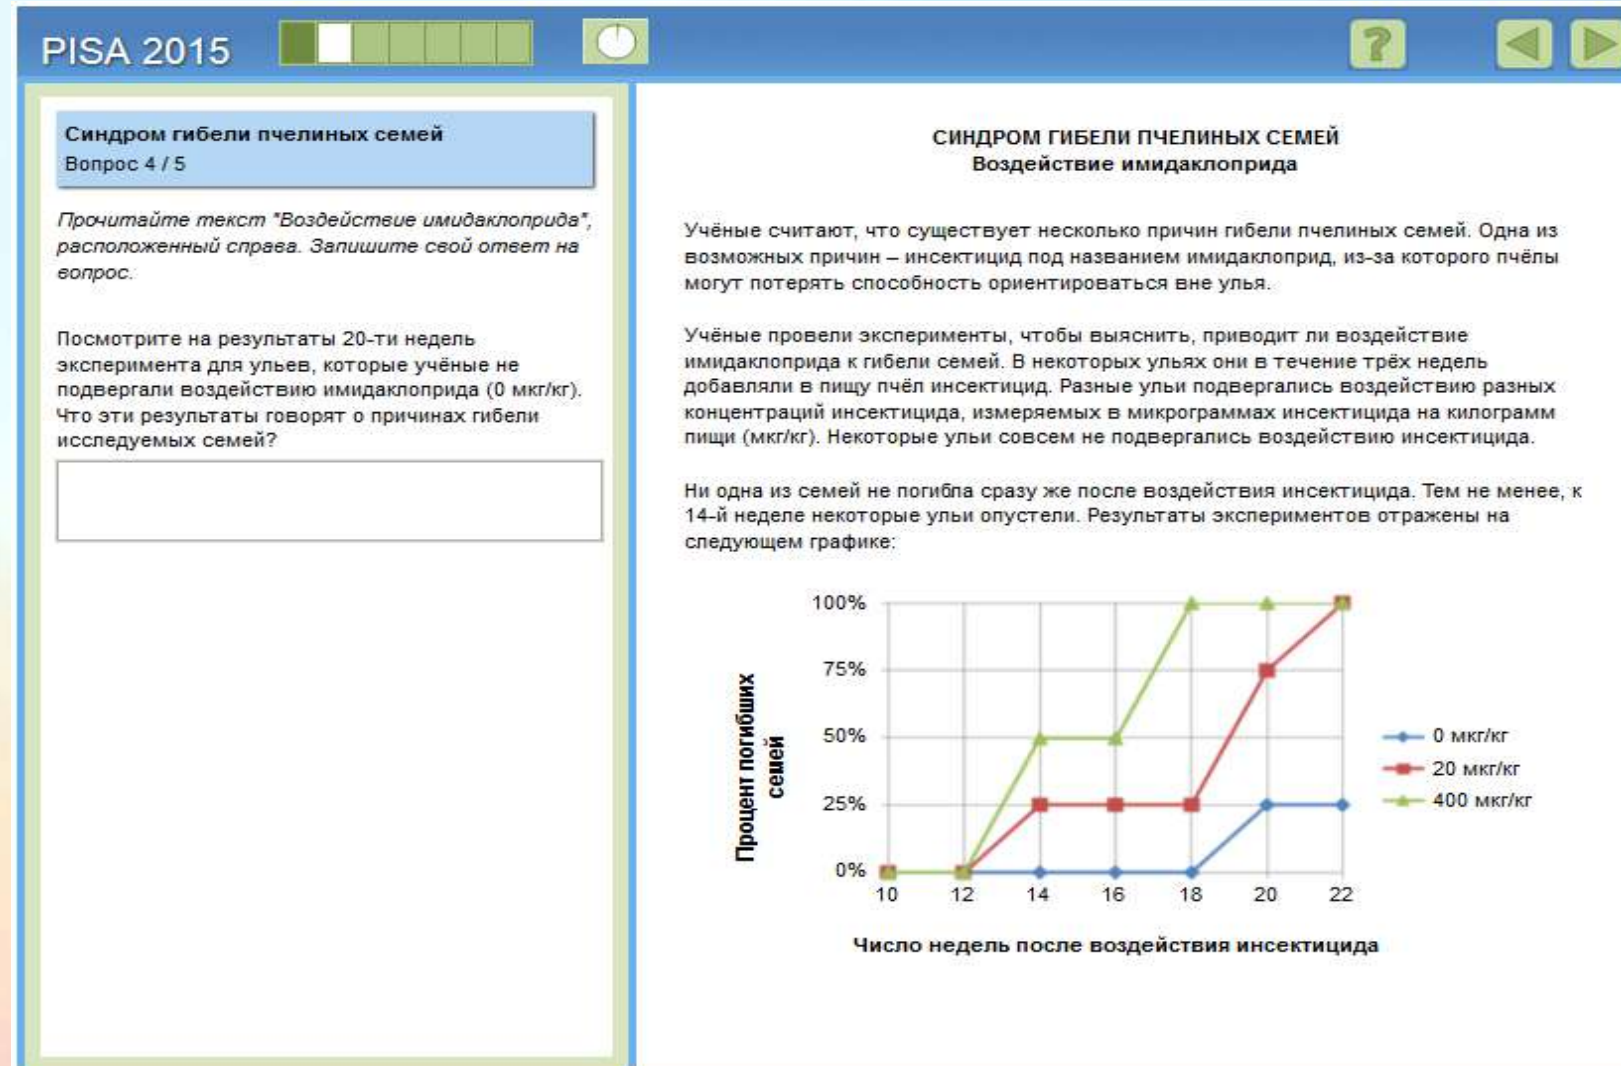 PISA 2015
?
Синдром гибели пчелиных семей
Вопрос 4 / 5
Прочитайте текст "Воздействие имидаклоприда",
расположенный справа. Запишите свой ответ на
вопрос.
Посмотрите на результаты 20-ти недель
эксперимента для ульев, которые учёные не
подвергали воздействию имидаклоприда (0 мкг/кг).
Что эти результаты говорят о причинах гибели
исследуемых семей?
СИНДРОМ ГИБЕЛИ ПЧЕЛИНЫХ СЕМЕЙ
Воздействие имидаклоприда
Учёные считают, что существует несколько причин гибели пчелиных семей. Одна из
возможных причин – инсектицид под названием имидаклоприд, из-за которого пчёлы
могут потерять способность ориентироваться вне улья.
Учёные провели эксперименты, чтобы выяснить, приводит ли воздействие
имидаклоприда к гибели семей. В некоторых ульях они в течение трёх недель
добавляли в пищу пчёл инсектицид. Разные ульи подвергались воздействию разных
концентраций инсектицида, измеряемых в микрограммах инсектицида на килограмм
пищи (мкг/кг). Некоторые ульи совсем не подвергались воздействию инсектицида.
Ни одна из семей не погибла сразу же после воздействия инсектицида. Тем не менее, к
14-й неделе некоторые ульи опустели. Результаты экспериментов отражены на
следующем графике:
100%
75%
50%
25%
0%
Процент погибших
семей
10 12 14 16 18 20 22
Число недель после воздействия инсектицида
0 мкг/кг
20 мкг/кг
400 мкг/кг